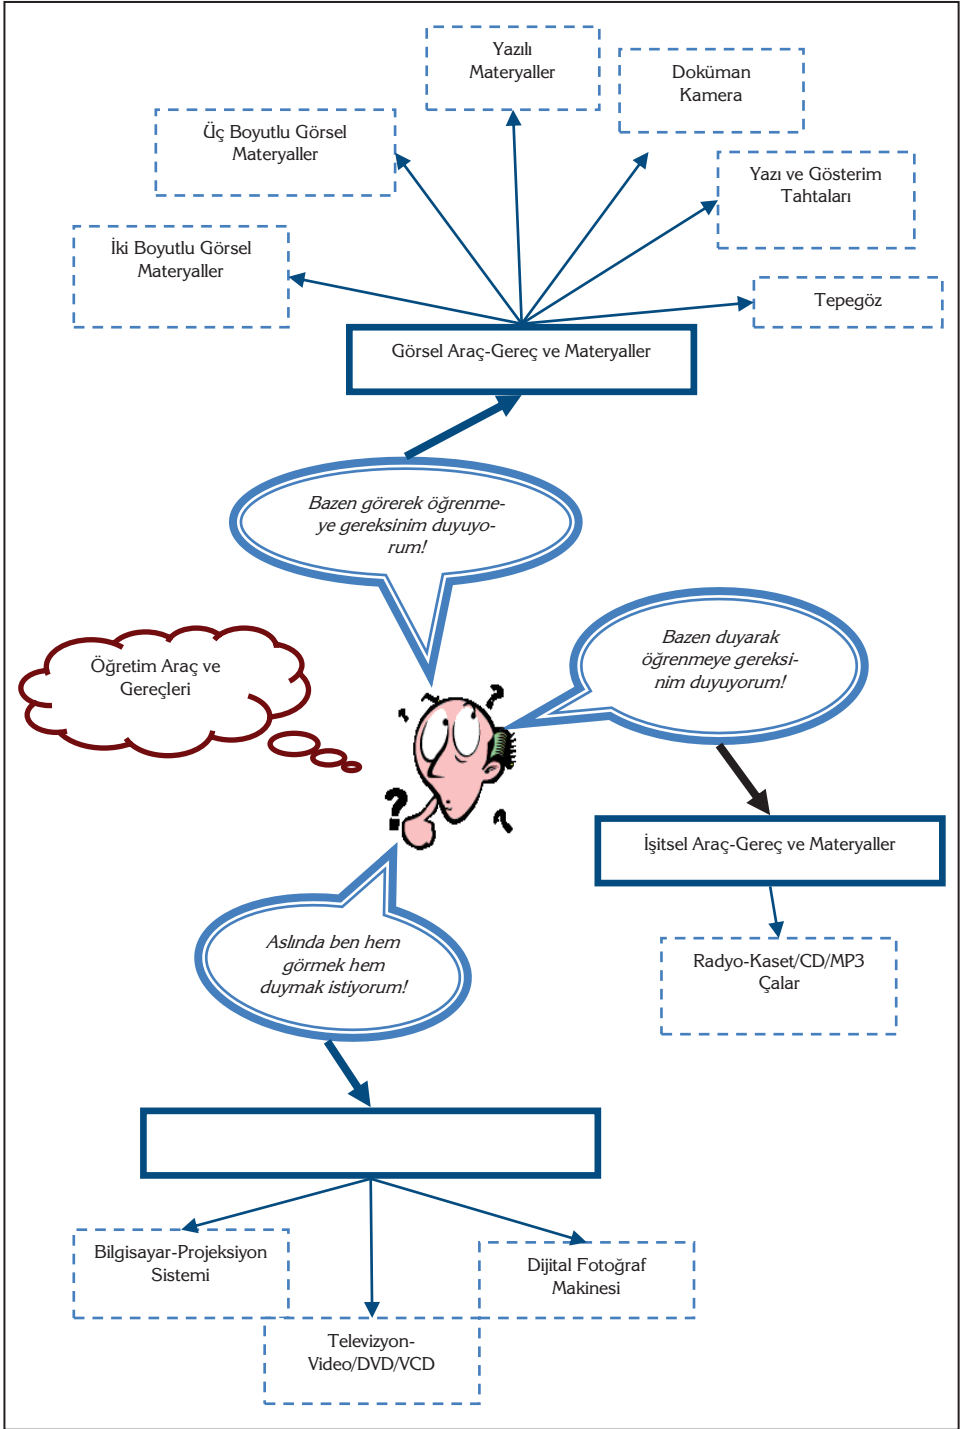 Yazılı
Materyaller
Doküman
Kamera
Üç Boyutlu Görsel
Materyaller
Yazı ve Gösterim
Tahtaları
İki Boyutlu Görsel
Materyaller
Tepegöz
Görsel Araç-Gereç ve Materyaller
Bazen görerek öğrenme-
ye gereksinim duyuyo-
rum!
Bazen duyarak
öğrenmeye gereksi-
nim duyuyorum!
Öğretim Araç ve
Gereçleri
?
?
?
?
?
İşitsel Araç-Gereç ve Materyaller
Aslında ben hem
görmek hem
duymak istiyorum!
Radyo-Kaset/CD/MP3
Çalar
Bilgisayar-Projeksiyon
Sistemi
Dijital Fotoğraf
Makinesi
Televizyon-
Video/DVD/VCD